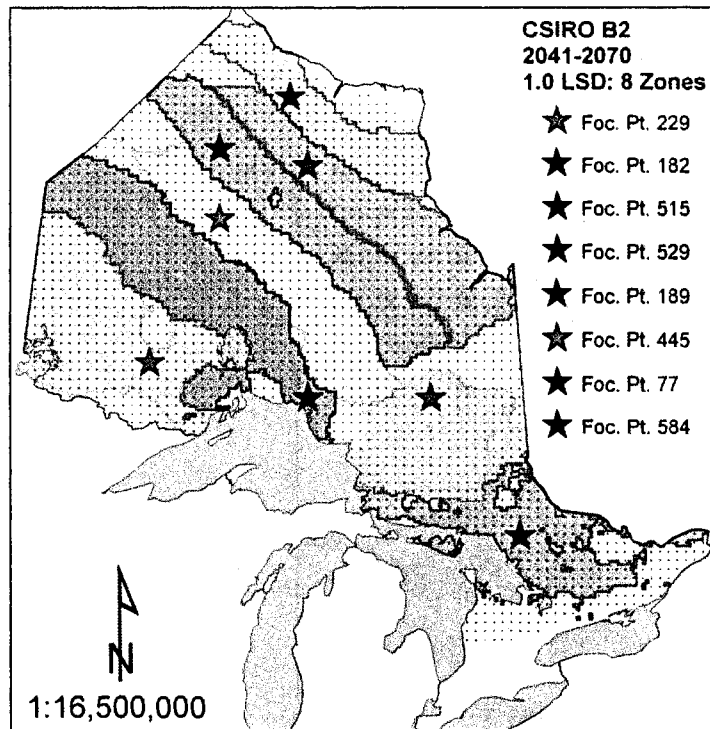 CSIRO B2
2041-2070
1.0 LSD: 8 Zones
Foc. Pt. 229
Foc. Pt. 182
Foc. Pt. 515
Foc. Pt. 529
Foc. Pt. 189
Foc. Pt. 445
Foc. Pt. 77
Foc. Pt. 584
N
1:16,500,000